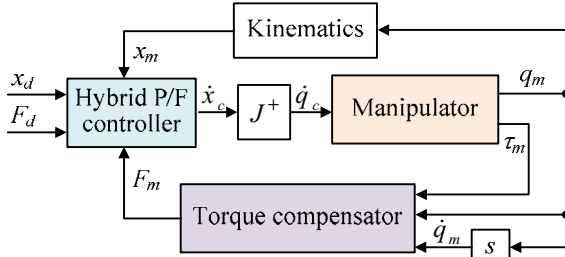 Kinematics
x_m
x_d
F_d
Hybrid P/F
controller
ẋ_c
J⁺
q̇_c
Manipulator
q_m
τ_m
F_m
Torque compensator
q̇_m
s